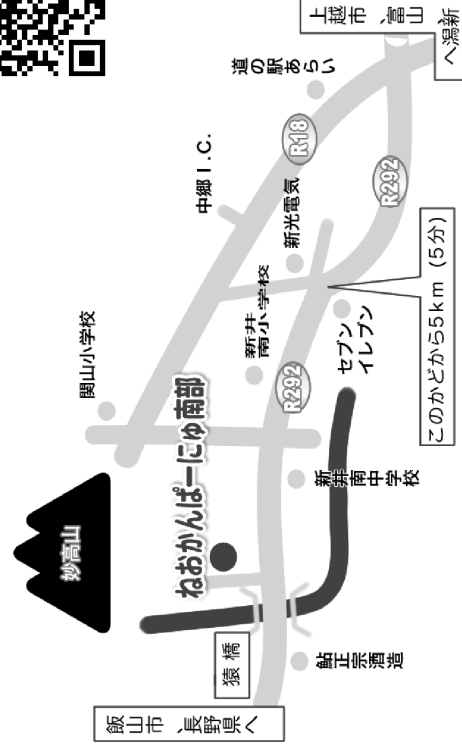 上越市、富山
へ潟新
道の駅あらい
R18
中郷I.C.
R292
新光電気
新井
南小学校
セブン
イレブン
このかどから5km（5分）
関山小学校
R292
ねおかんぱーにゅ南部
新井南中学校
妙高山
猿橋
鮎正宗酒造
飯山市、長野県へ